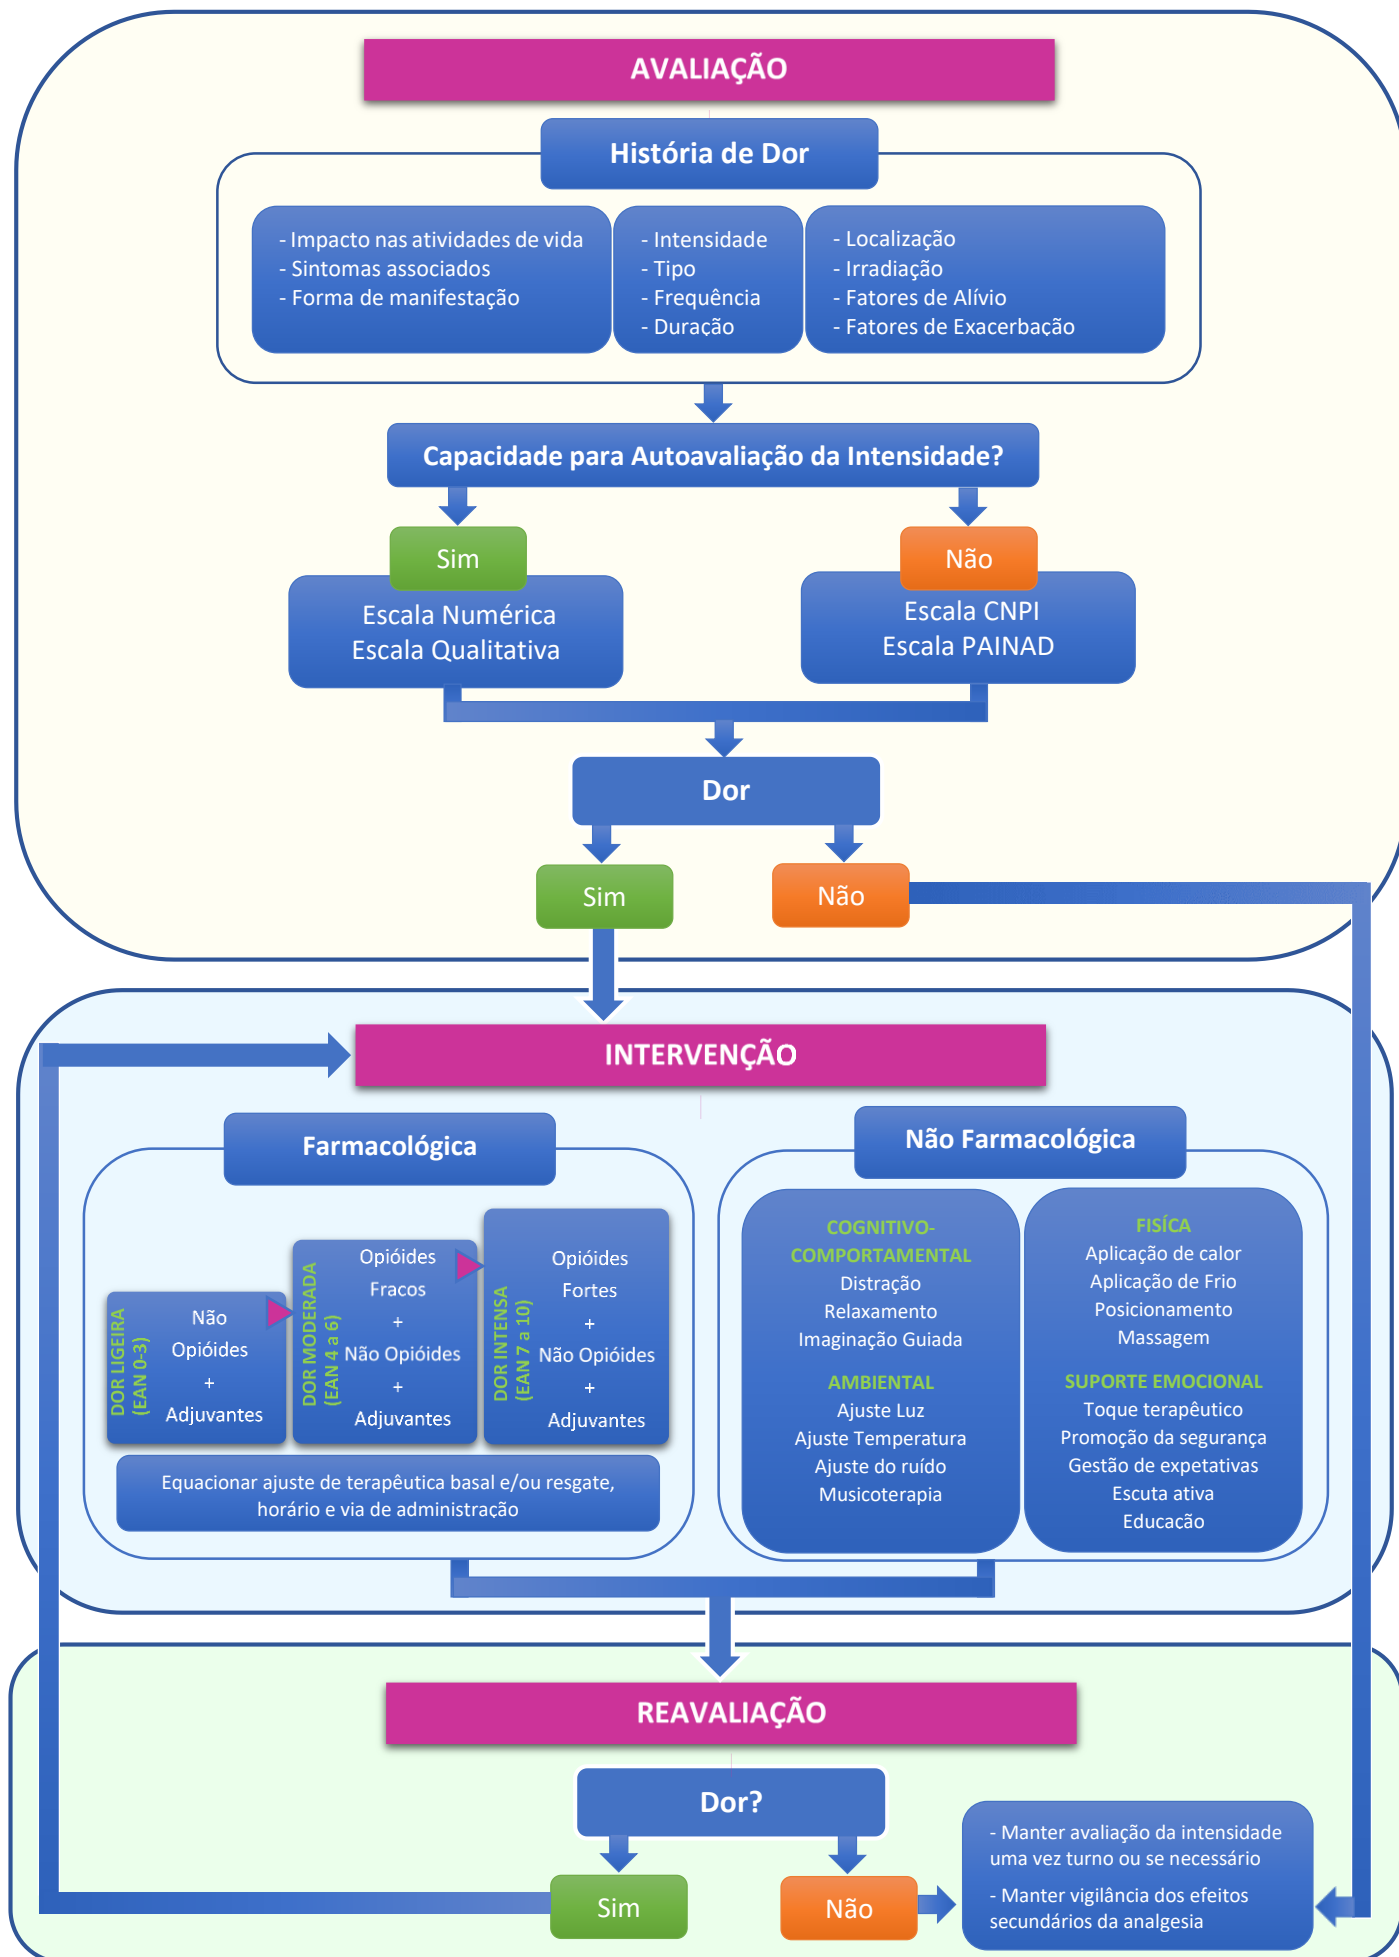 AVALIAÇÃO
História de Dor
- Impacto nas atividades de vida
- Sintomas associados
- Forma de manifestação
- Intensidade
- Tipo
- Frequência
- Duração
- Localização
- Irradiação
- Fatores de Alívio
- Fatores de Exacerbação
Capacidade para Autoavaliação da Intensidade?
Sim
Escala Numérica
Escala Qualitativa
Não
Escala CNPI
Escala PAINAD
Dor
Sim
Não
INTERVENÇÃO
Farmacológica
DOR LIGEIRA
(EAN 0-3)
Não
Opióides
+
Adjuvantes
DOR MODERADA
(EAN 4 a 6)
Opióides
Fracos
+
Não Opióides
+
Adjuvantes
DOR INTENSA
(EAN 7 a 10)
Opióides
Fortes
+
Não Opióides
+
Adjuvantes
Equacionar ajuste de terapêutica basal e/ou resgate,
horário e via de administração
Não Farmacológica
COGNITIVO-
COMPORTAMENTAL
Distração
Relaxamento
Imaginação Guiada
AMBIENTAL
Ajuste Luz
Ajuste Temperatura
Ajuste do ruído
Musicoterapia
FISÍCA
Aplicação de calor
Aplicação de Frio
Posicionamento
Massagem
SUPORTE EMOCIONAL
Toque terapêutico
Promoção da segurança
Gestão de expetativas
Escuta ativa
Educação
REAVALIAÇÃO
Dor?
Sim
Não
- Manter avaliação da intensidade
uma vez turno ou se necessário
- Manter vigilância dos efeitos
secundários da analgesia